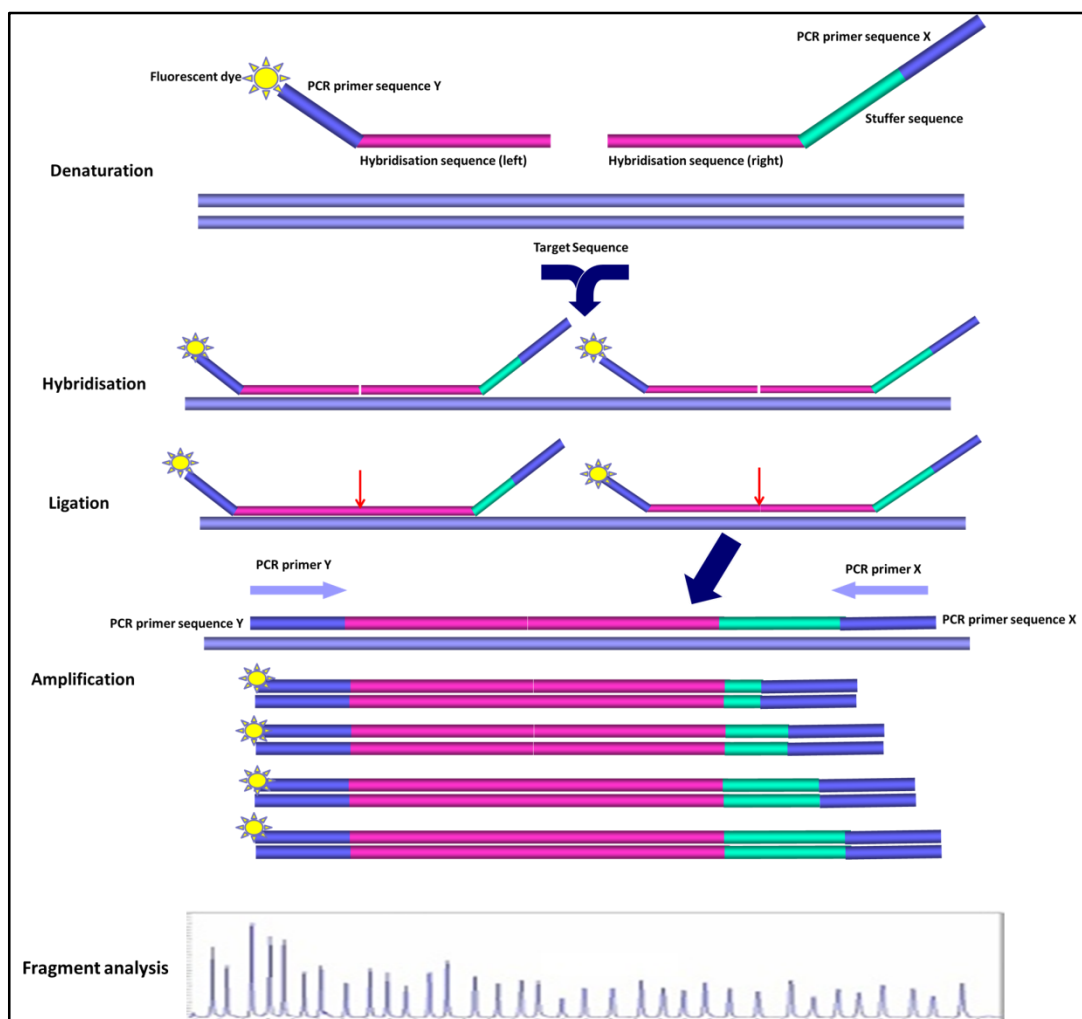 PCR primer sequence X
Fluorescent dye
PCR primer sequence Y
Stuffer sequence
Hybridisation sequence (left)
Hybridisation sequence (right)
Denaturation
Target Sequence
Hybridisation
Ligation
PCR primer Y
PCR primer X
PCR primer sequence Y
PCR primer sequence X
Amplification
Fragment analysis